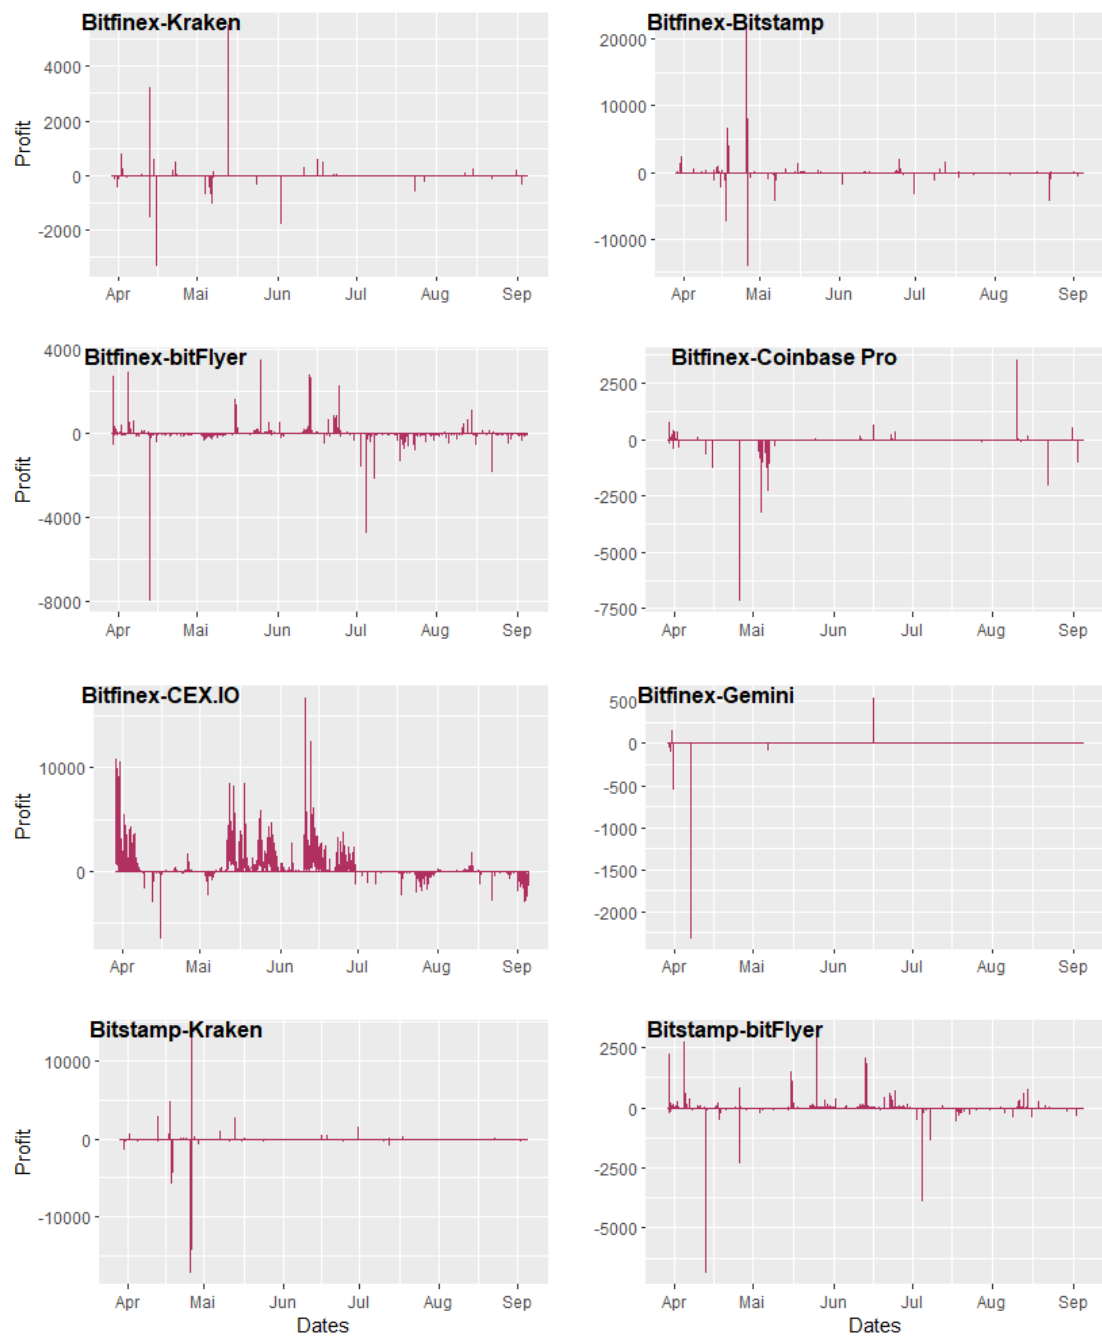 Bitfinex-Kraken
Profit
4000
2000
0
-2000
Apr Mai Jun Jul Aug Sep
Bitfinex-Bitstamp
20000
10000
0
-10000
Apr Mai Jun Jul Aug Sep
Bitfinex-bitFlyer
Profit
4000
0
-4000
-8000
Apr Mai Jun Jul Aug Sep
Bitfinex-Coinbase Pro
2500
0
-2500
-5000
-7500
Apr Mai Jun Jul Aug Sep
Bitfinex-CEX.IO
Profit
10000
0
Apr Mai Jun Jul Aug Sep
Bitfinex-Gemini
500
0
-500
-1000
-1500
-2000
Apr Mai Jun Jul Aug Sep
Bitstamp-Kraken
Profit
10000
0
-10000
Apr Mai Jun Jul Aug Sep
Dates
Bitstamp-bitFlyer
2500
0
-2500
-5000
Apr Mai Jun Jul Aug Sep
Dates